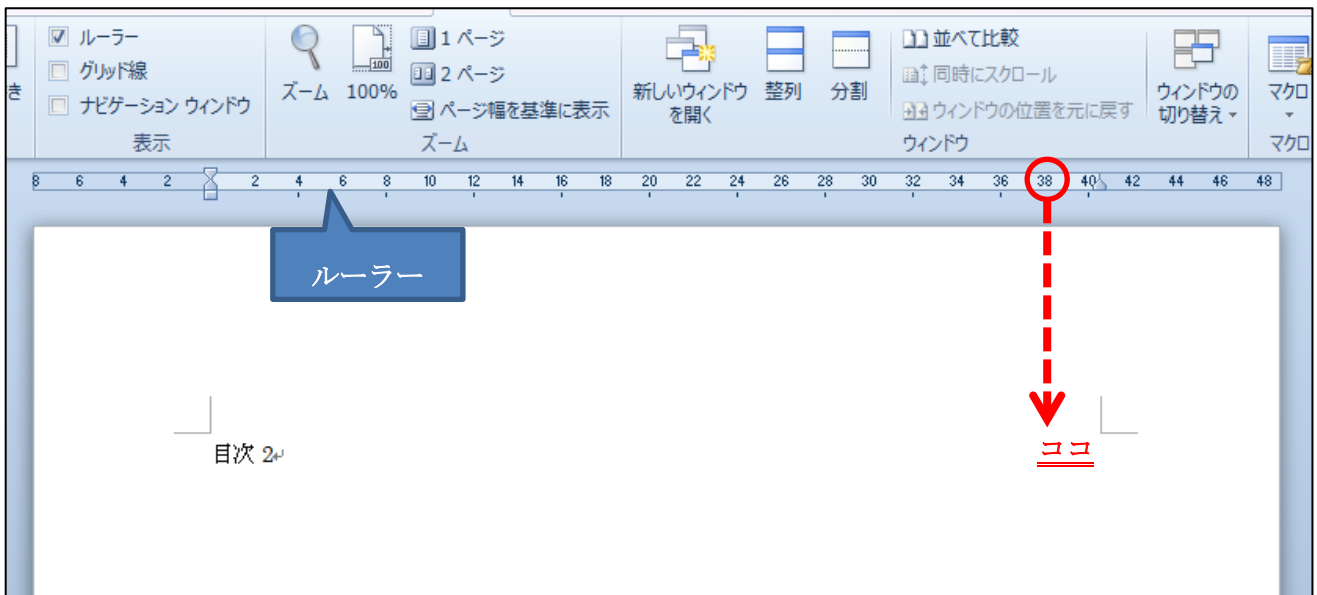 ルーラー
グリッド線
ナビゲーション ウィンドウ
表示
ズーム
100
100%
1 ページ
2 ページ
ページ幅を基準に表示
ズーム
新しいウィンドウ
を開く
整列
分割
並べて比較
同時にスクロール
ウィンドウの位置を元に戻す
ウィンドウの
切り替え
ウィンドウ
マクロ
マクロ
き
8 6 4 2 2 4 6 8 10 12 14 16 18 20 22 24 26 28 30 32 34 36 38 40 42 44 46 48
ルーラー
目次 2↵
ココ